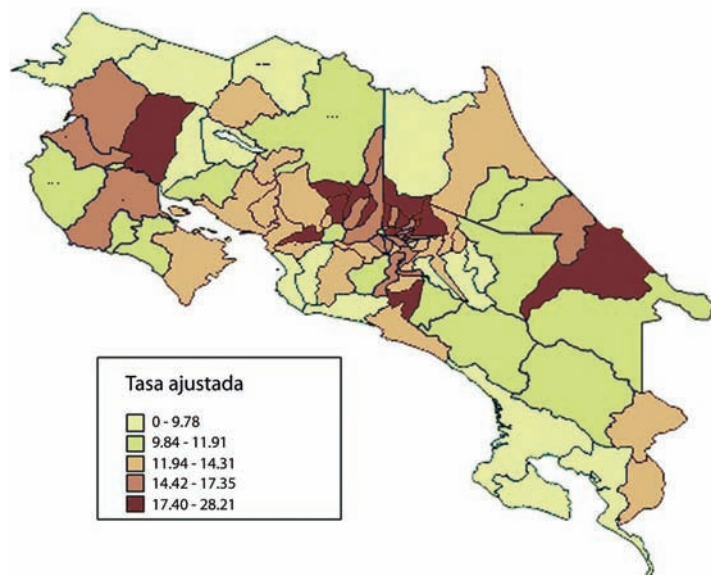 Tasa ajustada
0 - 9.78
9.84 - 11.91
11.94 - 14.31
14.42 - 17.35
17.40 - 28.21